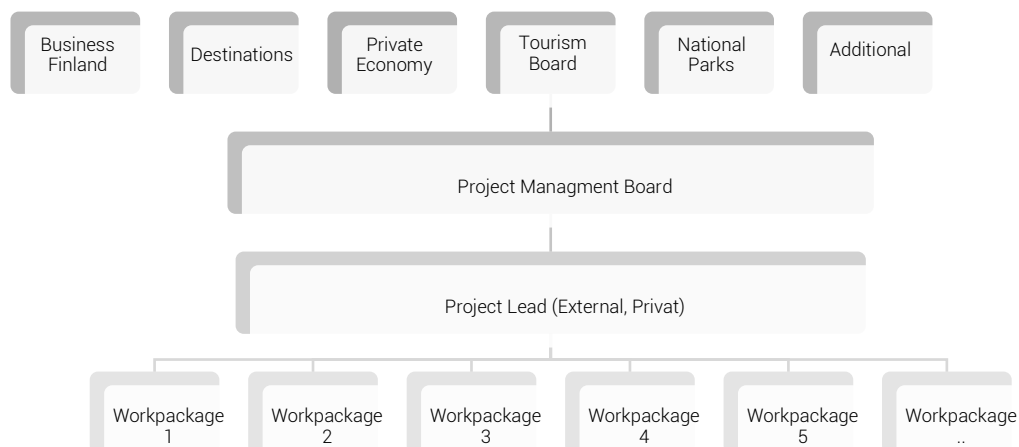 Business
Finland
Destinations
Private
Economy
Tourism
Board
National
Parks
Additional
Project Managment Board
Project Lead (External, Privat)
Workpackage
1
Workpackage
2
Workpackage
3
Workpackage
4
Workpackage
5
Workpackage
..